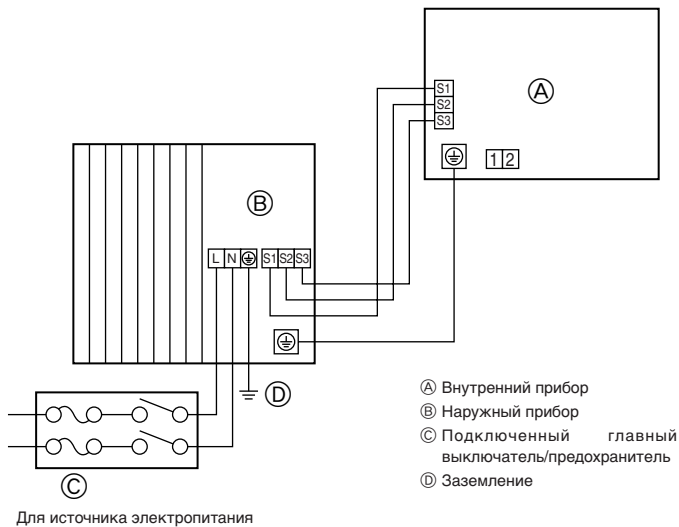 S1
S2
S3
Ⓐ
1 2
Ⓑ
L N S1 S2 S3
Ⓓ
Ⓒ
Для источника электропитания
Ⓐ Внутренний прибор
Ⓑ Наружный прибор
Ⓒ Подключенный главный
выключатель/предохранитель
Ⓓ Заземление